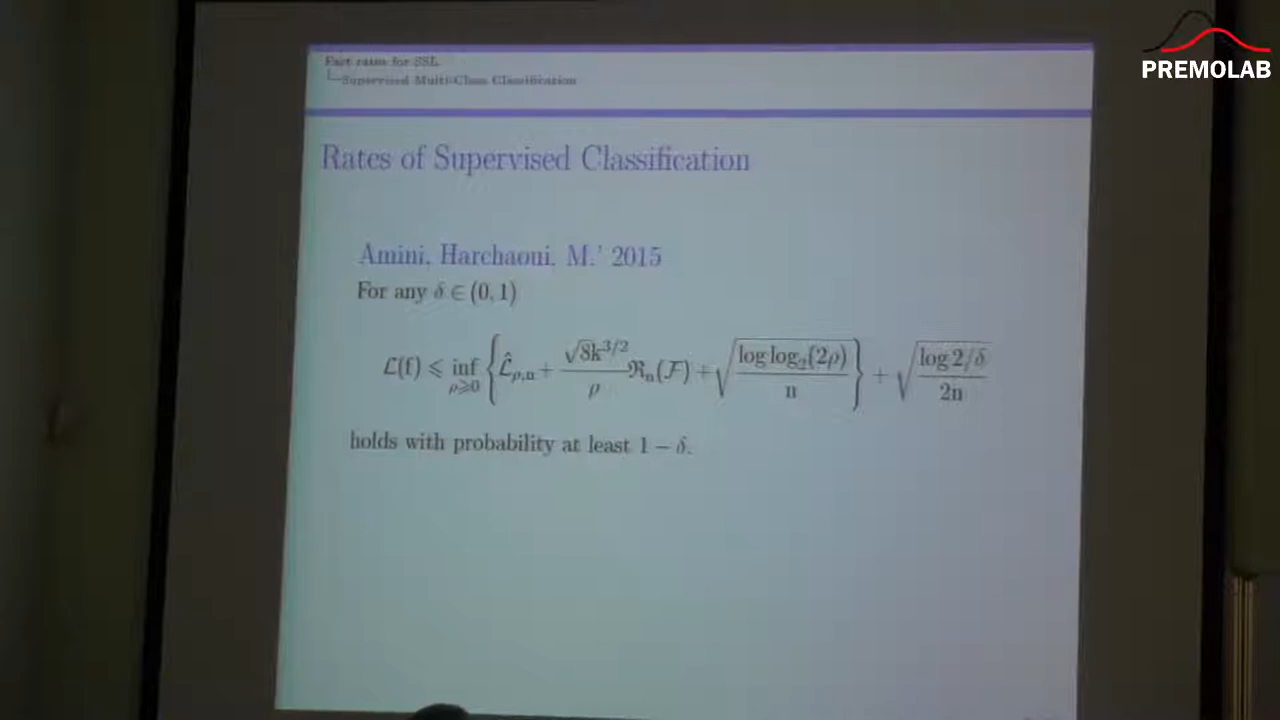 PREMOLAB
Fast rates for SSL
Supervised Multi-Class Classification
Rates of Supervised Classification
Amini, Harchaoui, M.' 2015
For any δ ∈ (0, 1)
ℒ(f) ⩽ inf_{ρ⩾0} { ℒ̂_{ρ,n} + √8k^{3/2}/ρ ℜ_n(ℱ) + √(log log₂(2ρ)/n) } + √(log 2/δ / 2n)
holds with probability at least 1 − δ.